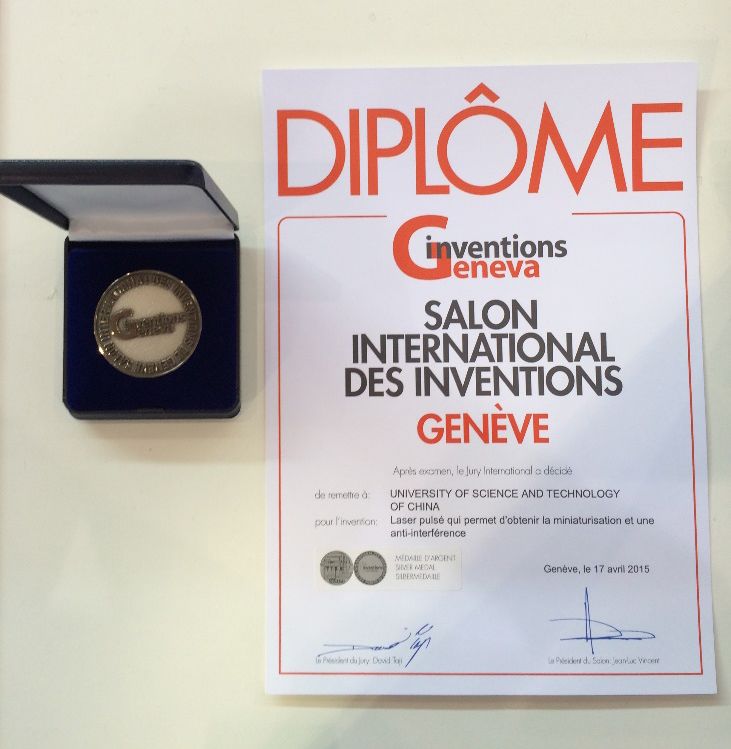 DIPLÔME
inventions
Geneva
SALON
INTERNATIONAL
DES INVENTIONS
GENÈVE
Après examen, le Jury International a décidé
de remettre à: UNIVERSITY OF SCIENCE AND TECHNOLOGY
OF CHINA
pour l'invention: Laser pulsé qui permet d'obtenir la miniaturisation et une
anti-interférence
MÉDAILLE D'ARGENT
SILVER MEDAL
SILBERMEDAILLE
Genève, le 17 avril 2015
Le Président du Jury: David Taji
Le Président du Salon: Jean-Luc Vincent
inventions
Geneva